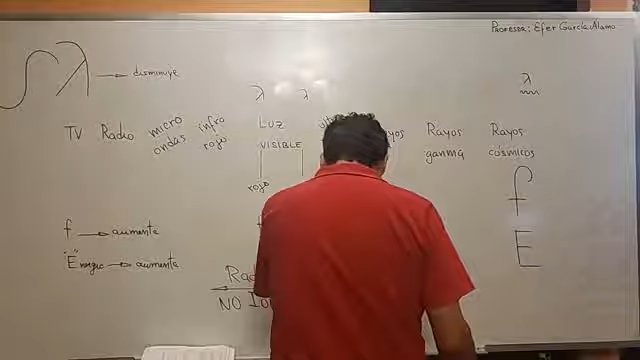 PROFESOR: Efer García Álamo
λ → disminuye
λ
λ λ
TV Radio micro ondas infra rojo LUZ VISIBLE Rayos gamma Rayos cósmicos
rojo
f → aumenta
"E"nergía → aumenta
f
E
NO